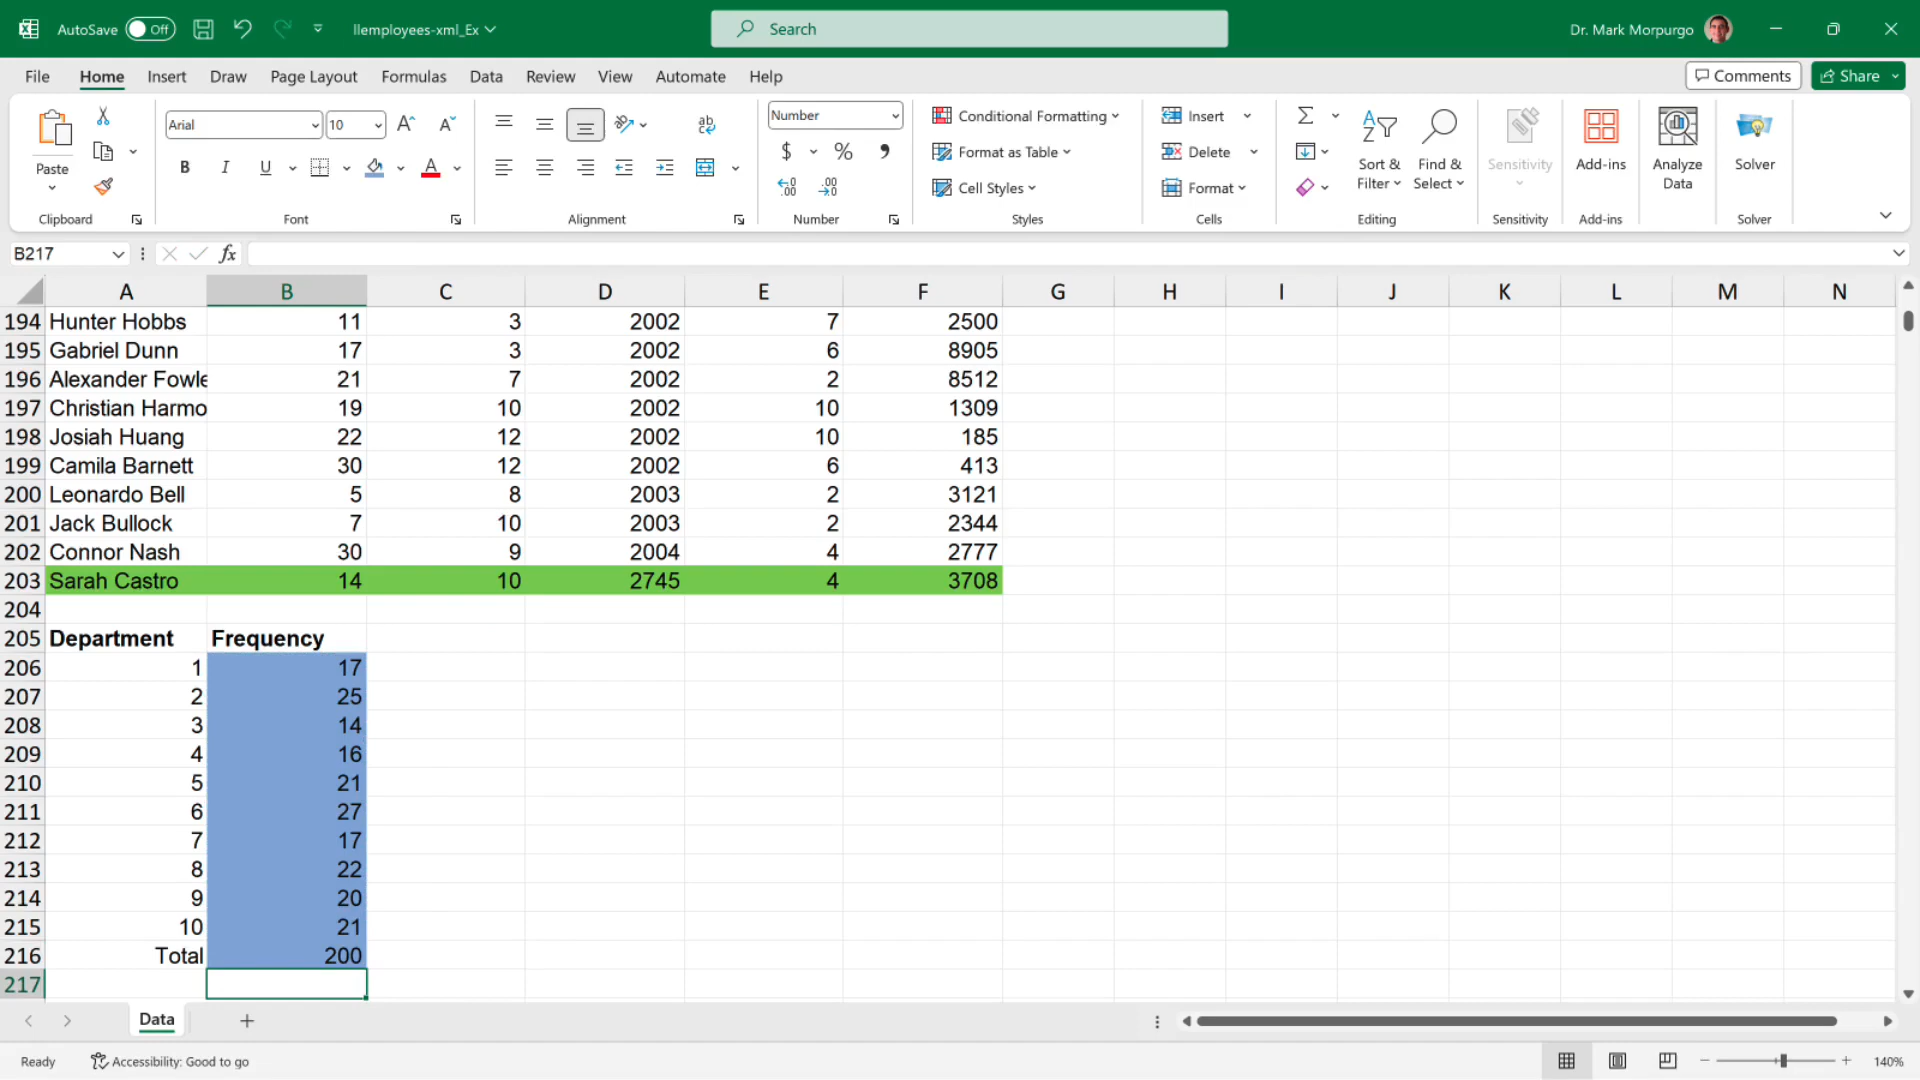 AutoSave Off llemployees-xml_Ex Search Dr. Mark Morpurgo
File Home Insert Draw Page Layout Formulas Data Review View Automate Help Comments Share
Paste
Clipboard
Arial 10
B I U
Font
ab
Alignment
Number
$ % ,
Number
Conditional Formatting
Format as Table
Cell Styles
Styles
Insert
Delete
Format
Cells
Sort & Filter
Find & Select
Editing
Sensitivity
Sensitivity
Add-ins
Add-ins
Analyze Data
Solver
Solver
B217 fx
A B C D E F G H I J K L M N
194 Hunter Hobbs 11 3 2002 7 2500
195 Gabriel Dunn 17 3 2002 6 8905
196 Alexander Fowle 21 7 2002 2 8512
197 Christian Harmo 19 10 2002 10 1309
198 Josiah Huang 22 12 2002 10 185
199 Camila Barnett 30 12 2002 6 413
200 Leonardo Bell 5 8 2003 2 3121
201 Jack Bullock 7 10 2003 2 2344
202 Connor Nash 30 9 2004 4 2777
203 Sarah Castro 14 10 2745 4 3708
204
205 Department Frequency
206 1 17
207 2 25
208 3 14
209 4 16
210 5 21
211 6 27
212 7 17
213 8 22
214 9 20
215 10 21
216 Total 200
217
Data
Ready Accessibility: Good to go 140%